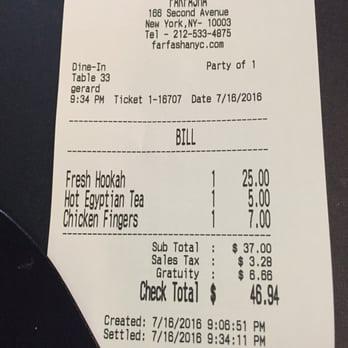 166 Second Avenue
New York,NY- 10003
Tel - 212-533-4875
farfashanyc.com
Dine-In Party of 1
Table 33
gerard
9:34 PM Ticket 1-16707 Date 7/16/2016
BILL
Fresh Hookah 1 25.00
Hot Egyptian Tea 1 5.00
Chicken Fingers 1 7.00
Sub Total : $ 37.00
Sales Tax : $ 3.28
Gratuity : $ 6.66
Check Total $ 46.94
Created: 7/16/2016 9:06:51 PM
Settled: 7/16/2016 9:34:11 PM